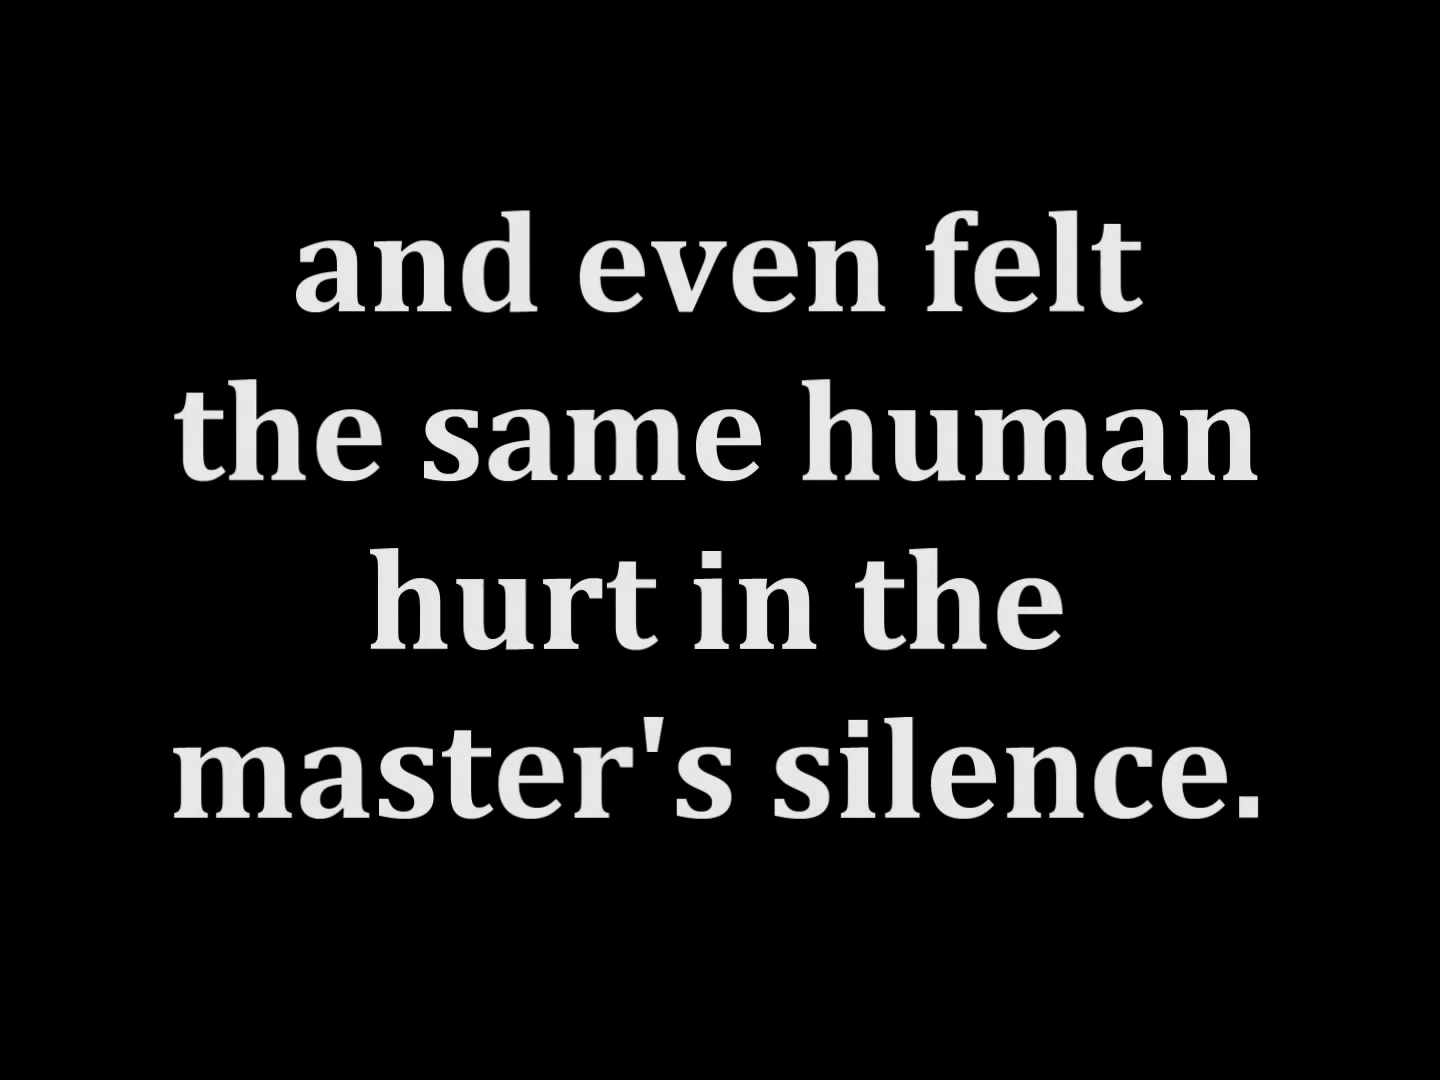 and even felt
the same human
hurt in the
master's silence.